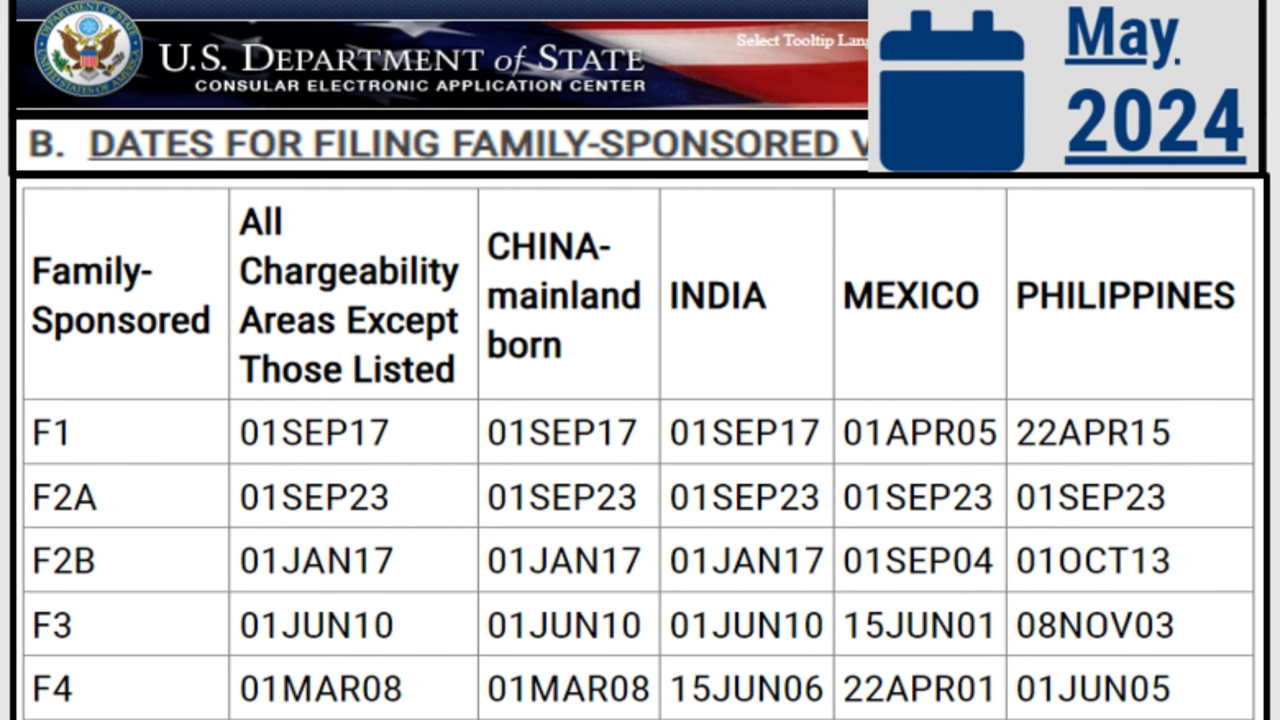 U.S. DEPARTMENT of STATE
CONSULAR ELECTRONIC APPLICATION CENTER
Select Tooltip
May
2024
B. DATES FOR FILING FAMILY-SPONSORED
Family-Sponsored All Chargeability Areas Except Those Listed CHINA-mainland born INDIA MEXICO PHILIPPINES
F1 01SEP17 01SEP17 01SEP17 01APR05 22APR15
F2A 01SEP23 01SEP23 01SEP23 01SEP23 01SEP23
F2B 01JAN17 01JAN17 01JAN17 01SEP04 01OCT13
F3 01JUN10 01JUN10 01JUN10 15JUN01 08NOV03
F4 01MAR08 01MAR08 15JUN06 22APR01 01JUN05